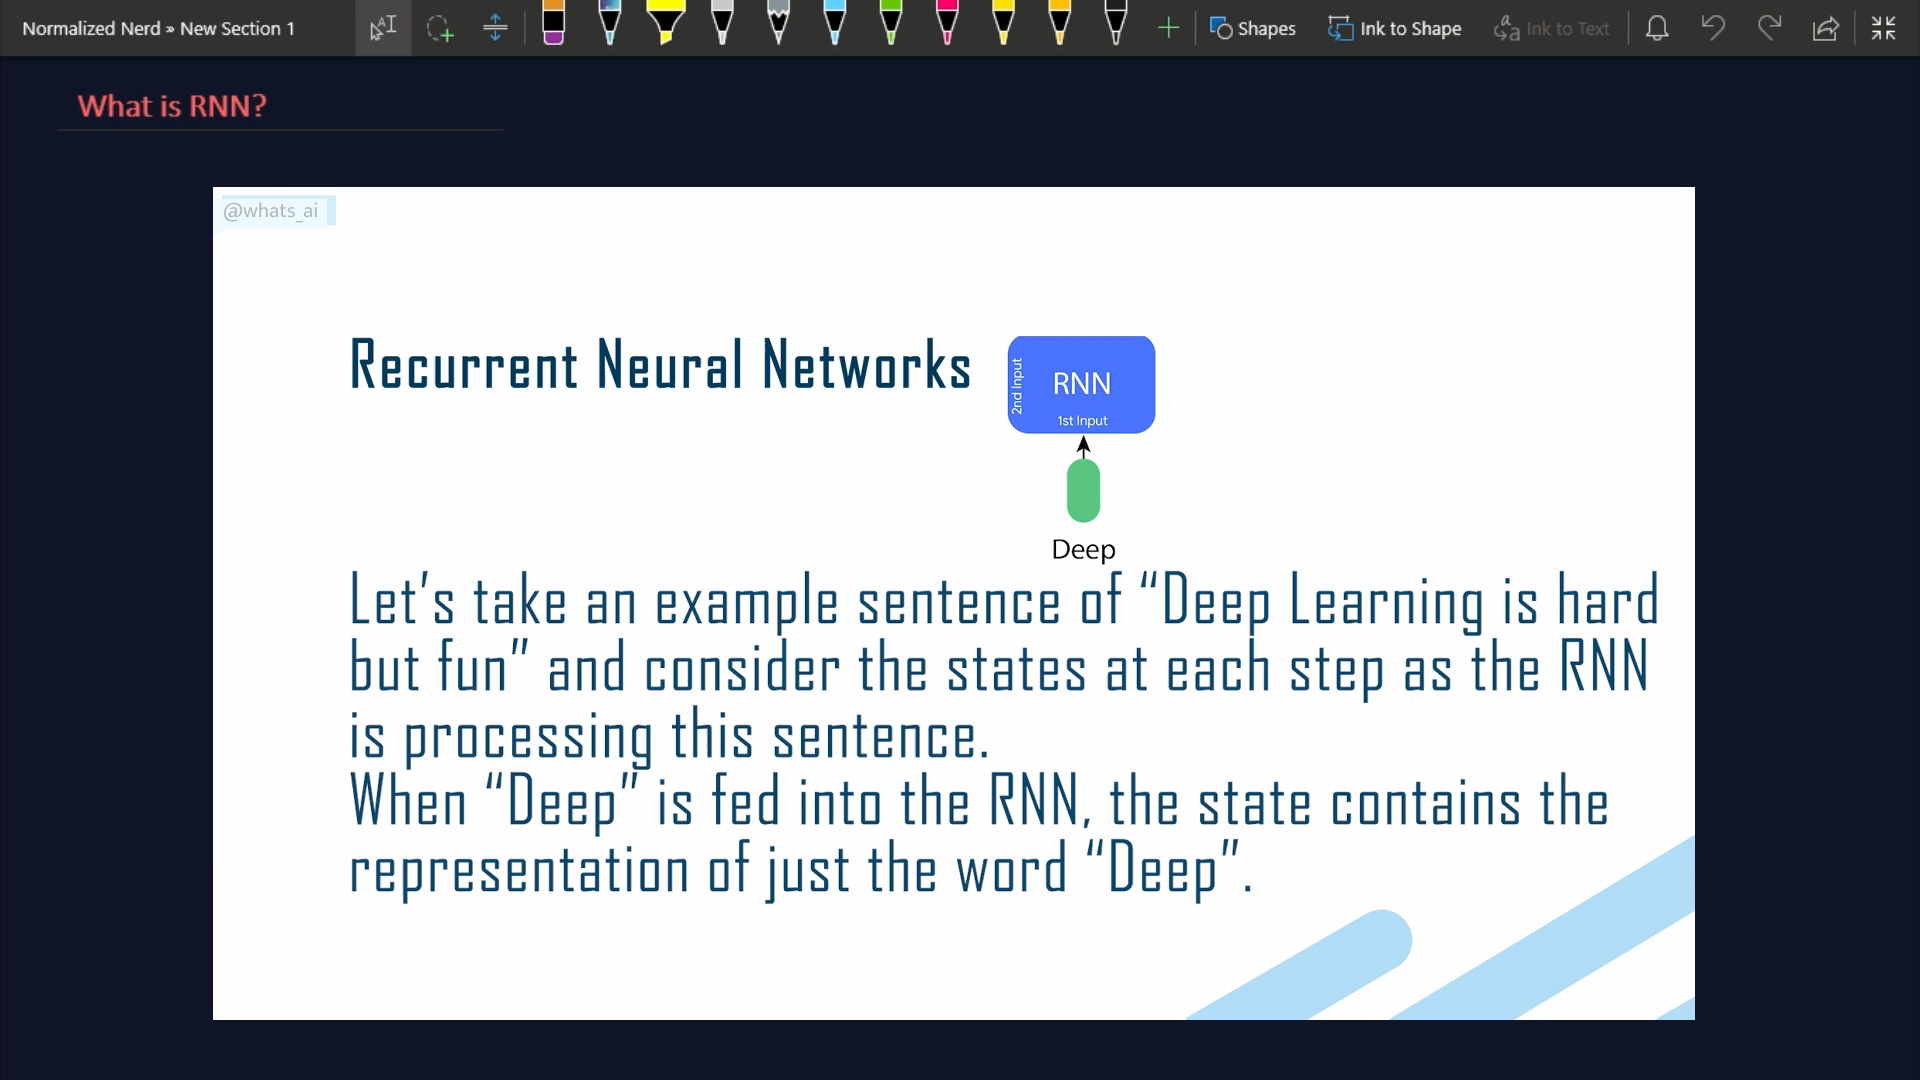 Normalized Nerd » New Section 1
Shapes
Ink to Shape
Ink to Text
What is RNN?
@whats_ai
Recurrent Neural Networks
2nd Input
RNN
1st Input
Deep
Let's take an example sentence of “Deep Learning is hard
but fun” and consider the states at each step as the RNN
is processing this sentence.
When “Deep” is fed into the RNN, the state contains the
representation of just the word “Deep”.